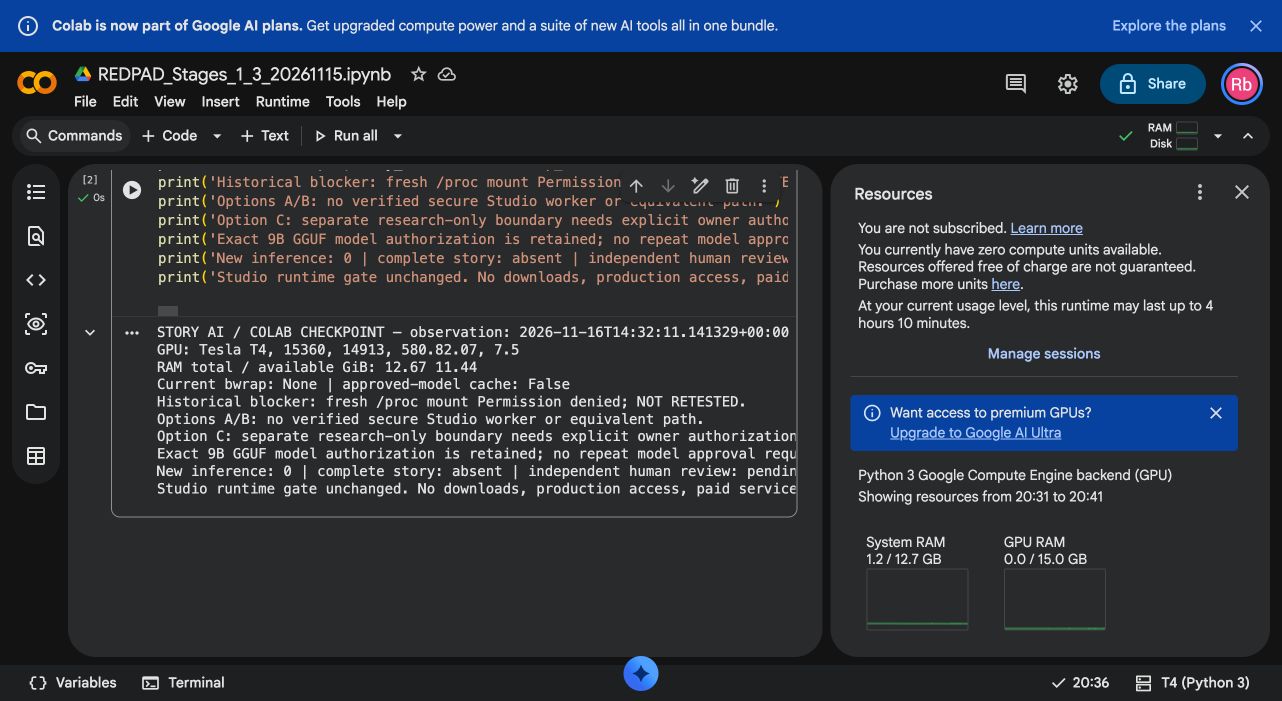 Colab is now part of Google AI plans. Get upgraded compute power and a suite of new AI tools all in one bundle.
Explore the plans
REDPAD_Stages_1_3_20261115.ipynb
File Edit View Insert Runtime Tools Help
Share
Rb
Commands
+ Code
+ Text
Run all
RAM
Disk
[2]
0s
print('Historical blocker: fresh /proc mount Permission
print('Options A/B: no verified secure Studio worker or equivalent path.')
print('Option C: separate research-only boundary needs explicit owner autho
print('Exact 9B GGUF model authorization is retained; no repeat model appro
print('New inference: 0 | complete story: absent | independent human review
print('Studio runtime gate unchanged. No downloads, production access, paid
STORY AI / COLAB CHECKPOINT — observation: 2026-11-16T14:32:11.141329+00:00
GPU: Tesla T4, 15360, 14913, 580.82.07, 7.5
RAM total / available GiB: 12.67 11.44
Current bwrap: None | approved-model cache: False
Historical blocker: fresh /proc mount Permission denied; NOT RETESTED.
Options A/B: no verified secure Studio worker or equivalent path.
Option C: separate research-only boundary needs explicit owner authorization
Exact 9B GGUF model authorization is retained; no repeat model approval requ
New inference: 0 | complete story: absent | independent human review: pendin
Studio runtime gate unchanged. No downloads, production access, paid service
Resources
You are not subscribed. Learn more
You currently have zero compute units available.
Resources offered free of charge are not guaranteed.
Purchase more units here.
At your current usage level, this runtime may last up to 4
hours 10 minutes.
Manage sessions
Want access to premium GPUs?
Upgrade to Google AI Ultra
Python 3 Google Compute Engine backend (GPU)
Showing resources from 20:31 to 20:41
System RAM
1.2 / 12.7 GB
GPU RAM
0.0 / 15.0 GB
Variables
Terminal
20:36
T4 (Python 3)